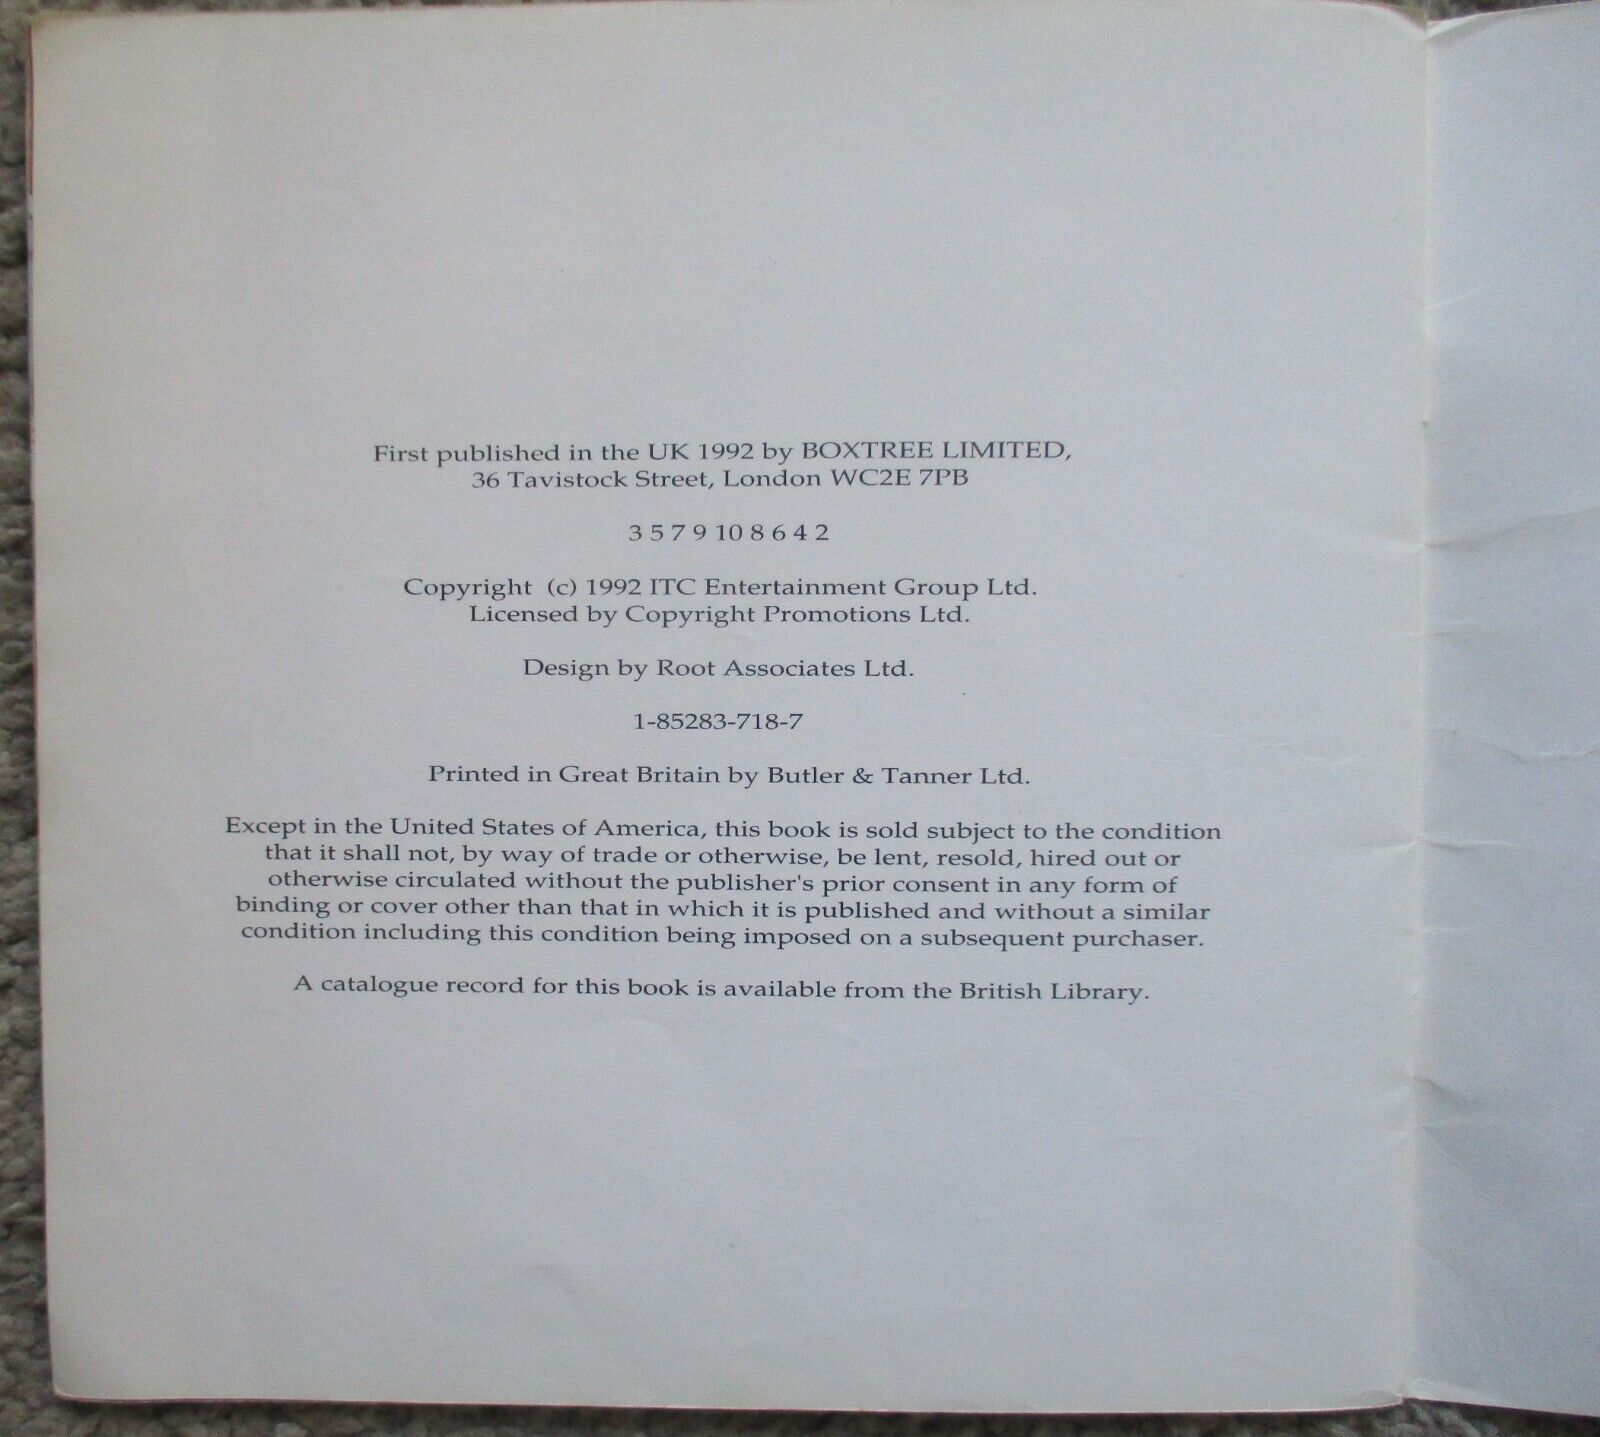 First published in the UK 1992 by BOXTREE LIMITED,
36 Tavistock Street, London WC2E 7PB
3 5 7 9 10 8 6 4 2
Copyright (c) 1992 ITC Entertainment Group Ltd.
Licensed by Copyright Promotions Ltd.
Design by Root Associates Ltd.
1-85283-718-7
Printed in Great Britain by Butler & Tanner Ltd.
Except in the United States of America, this book is sold subject to the condition
that it shall not, by way of trade or otherwise, be lent, resold, hired out or
otherwise circulated without the publisher's prior consent in any form of
binding or cover other than that in which it is published and without a similar
condition including this condition being imposed on a subsequent purchaser.
A catalogue record for this book is available from the British Library.